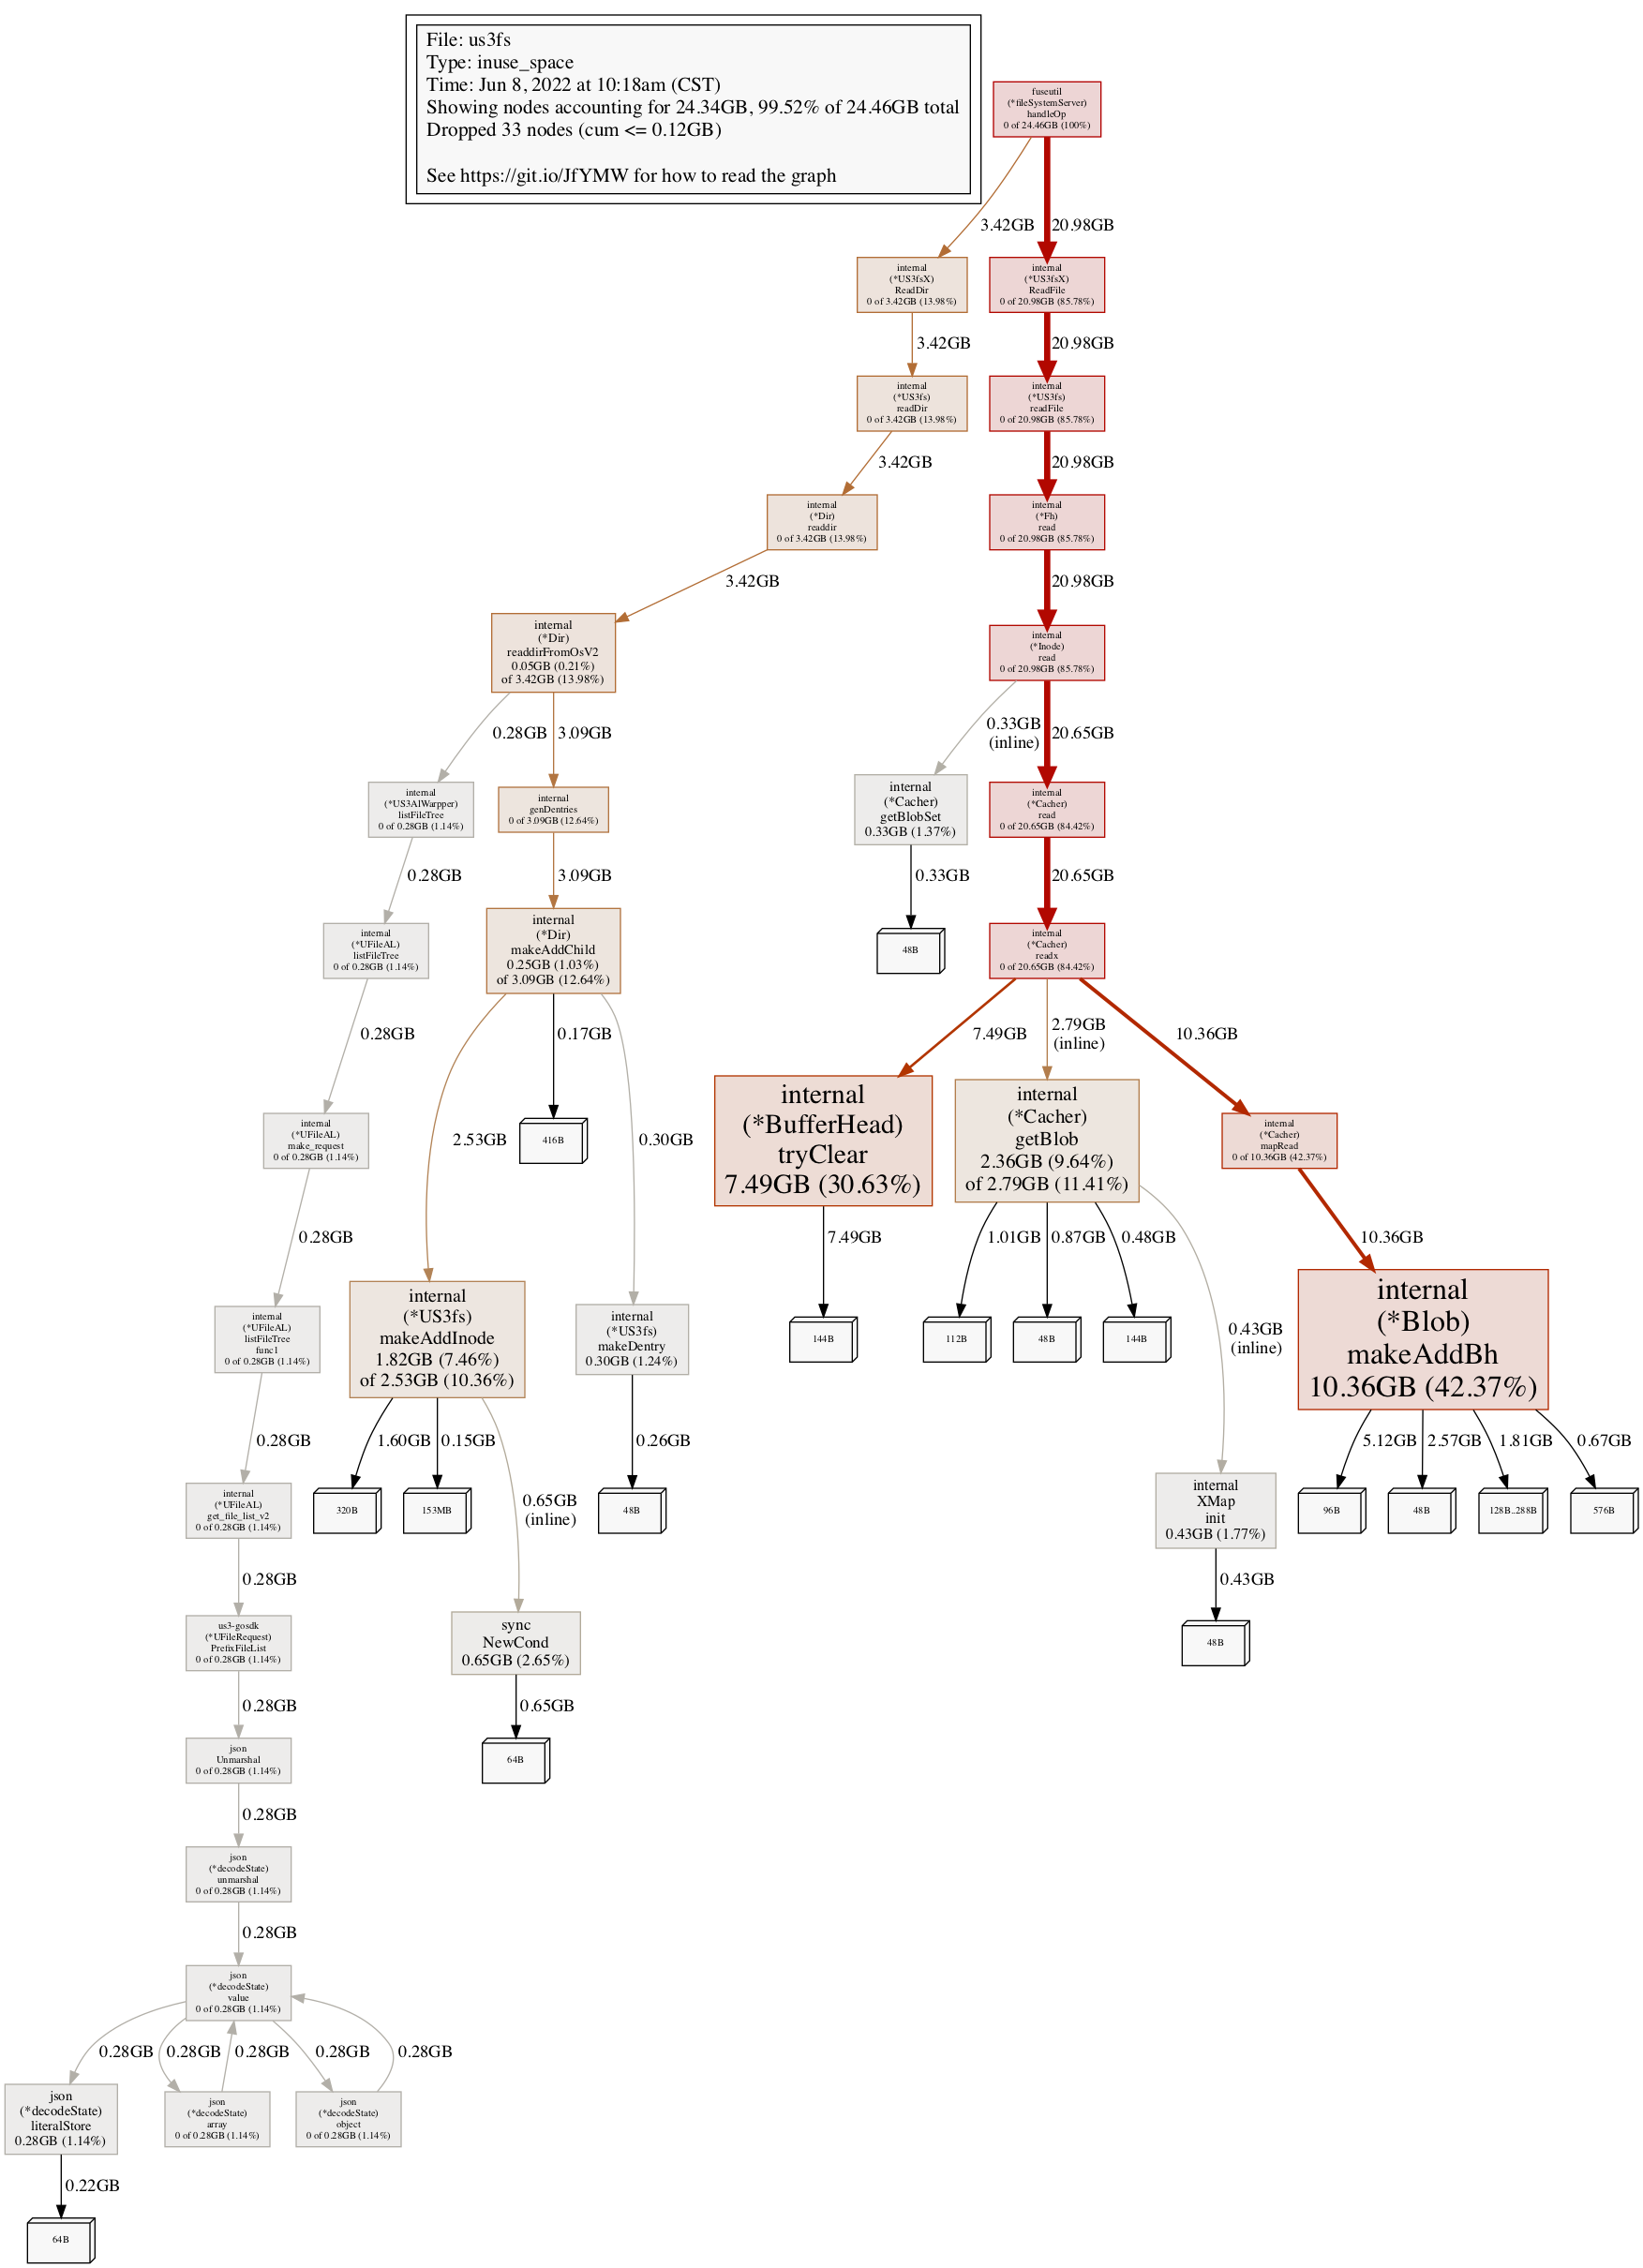 File: us3fs
Type: inuse_space
Time: Jun 8, 2022 at 10:18am (CST)
Showing nodes accounting for 24.34GB, 99.52% of 24.46GB total
Dropped 33 nodes (cum <= 0.12GB)
See https://git.io/JfYMW for how to read the graph
fuseutil
(*fileSystemServer)
handleOp
0 of 24.46GB (100%)
3.42GB
20.98GB
internal
(*US3fsX)
ReadDir
0 of 3.42GB (13.98%)
internal
(*US3fsX)
ReadFile
0 of 20.98GB (85.78%)
3.42GB
20.98GB
internal
(*US3fs)
readDir
0 of 3.42GB (13.98%)
internal
(*US3fs)
readFile
0 of 20.98GB (85.78%)
3.42GB
20.98GB
internal
(*Dir)
readdir
0 of 3.42GB (13.98%)
internal
(*Fh)
read
0 of 20.98GB (85.78%)
3.42GB
20.98GB
internal
(*Dir)
readdirFromOsV2
0.05GB (0.21%)
of 3.42GB (13.98%)
internal
(*Inode)
read
0 of 20.98GB (85.78%)
0.28GB
3.09GB
0.33GB
(inline)
20.65GB
internal
(*US3AlWarpper)
listFileTree
0 of 0.28GB (1.14%)
internal
genDentries
0 of 3.09GB (12.64%)
internal
(*Cacher)
getBlobSet
0.33GB (1.37%)
internal
(*Cacher)
read
0 of 20.65GB (84.42%)
0.28GB
3.09GB
0.33GB
20.65GB
internal
(*UFileAL)
listFileTree
0 of 0.28GB (1.14%)
internal
(*Dir)
makeAddChild
0.25GB (1.03%)
of 3.09GB (12.64%)
48B
internal
(*Cacher)
readx
0 of 20.65GB (84.42%)
0.28GB
2.53GB
0.17GB
0.30GB
7.49GB
2.79GB
(inline)
10.36GB
internal
(*UFileAL)
make_request
0 of 0.28GB (1.14%)
416B
internal
(*BufferHead)
tryClear
7.49GB (30.63%)
internal
(*Cacher)
getBlob
2.36GB (9.64%)
of 2.79GB (11.41%)
internal
(*Cacher)
mapRead
0 of 10.36GB (42.37%)
0.28GB
7.49GB
1.01GB
0.87GB
0.48GB
0.43GB
(inline)
10.36GB
internal
(*UFileAL)
listFileTree
func1
0 of 0.28GB (1.14%)
internal
(*US3fs)
makeAddInode
1.82GB (7.46%)
of 2.53GB (10.36%)
internal
(*US3fs)
makeDentry
0.30GB (1.24%)
144B
112B
48B
144B
internal
(*Blob)
makeAddBh
10.36GB (42.37%)
0.28GB
1.60GB
0.15GB
0.65GB
(inline)
0.26GB
5.12GB
2.57GB
1.81GB
0.67GB
internal
(*UFileAL)
get_file_list_v2
0 of 0.28GB (1.14%)
320B
153MB
48B
internal
XMap
init
0.43GB (1.77%)
96B
48B
128B..288B
576B
0.28GB
0.43GB
us3-gosdk
(*UFileRequest)
PrefixFileList
0 of 0.28GB (1.14%)
sync
NewCond
0.65GB (2.65%)
48B
0.28GB
0.65GB
json
Unmarshal
0 of 0.28GB (1.14%)
64B
0.28GB
json
(*decodeState)
unmarshal
0 of 0.28GB (1.14%)
0.28GB
json
(*decodeState)
value
0 of 0.28GB (1.14%)
0.28GB
0.28GB
0.28GB
0.28GB
0.28GB
json
(*decodeState)
literalStore
0.28GB (1.14%)
json
(*decodeState)
array
0 of 0.28GB (1.14%)
json
(*decodeState)
object
0 of 0.28GB (1.14%)
0.22GB
64B